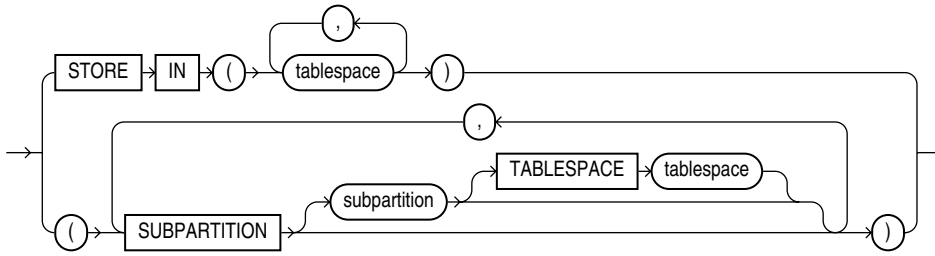 ,
STORE IN ( tablespace )
,
TABLESPACE tablespace
subpartition
( SUBPARTITION )